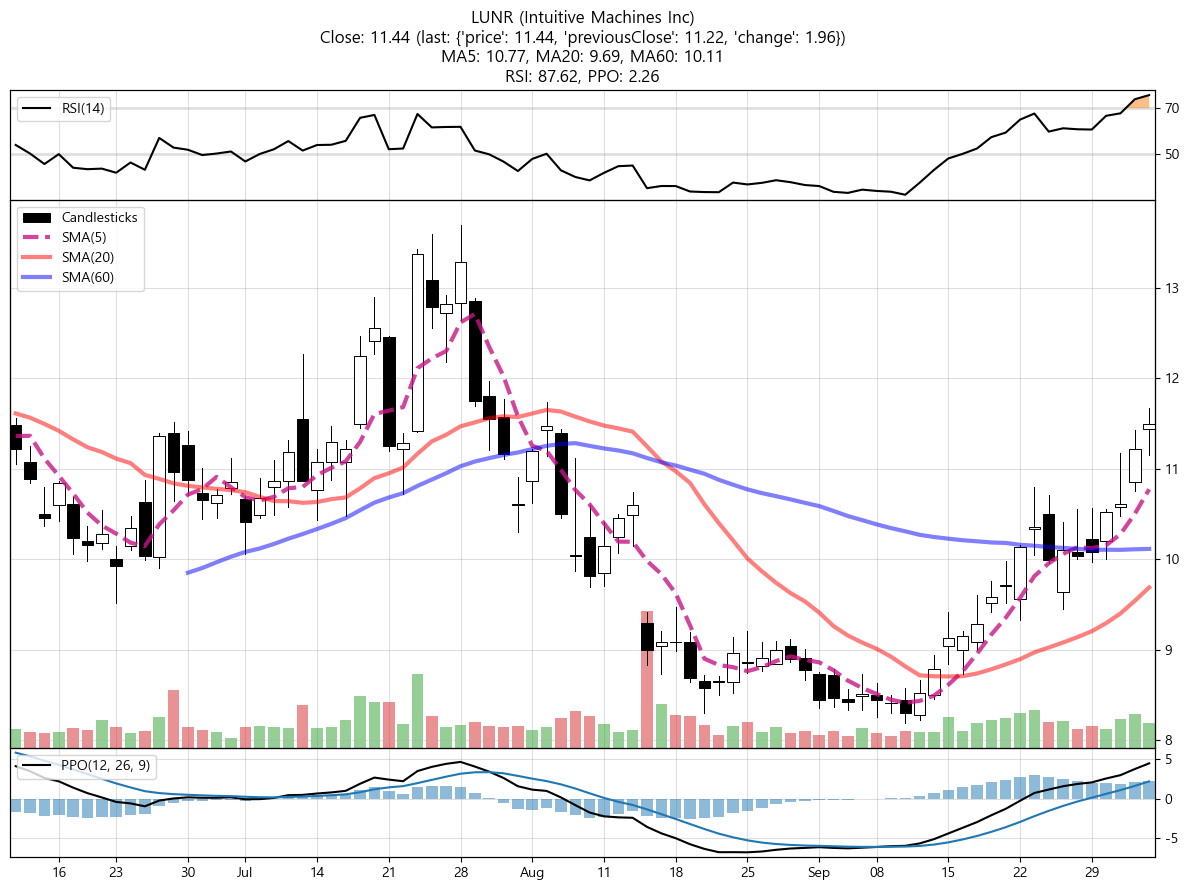 LUNR (Intuitive Machines Inc)
Close: 11.44 (last: {'price': 11.44, 'previousClose': 11.22, 'change': 1.96})
MA5: 10.77, MA20: 9.69, MA60: 10.11
RSI: 87.62, PPO: 2.26
RSI(14)
70
50
Candlesticks
SMA(5)
SMA(20)
SMA(60)
13
12
11
10
9
8
PPO(12, 26, 9)
5
0
-5
16 23 30 Jul 14 21 28 Aug 11 18 25 Sep 08 15 22 29